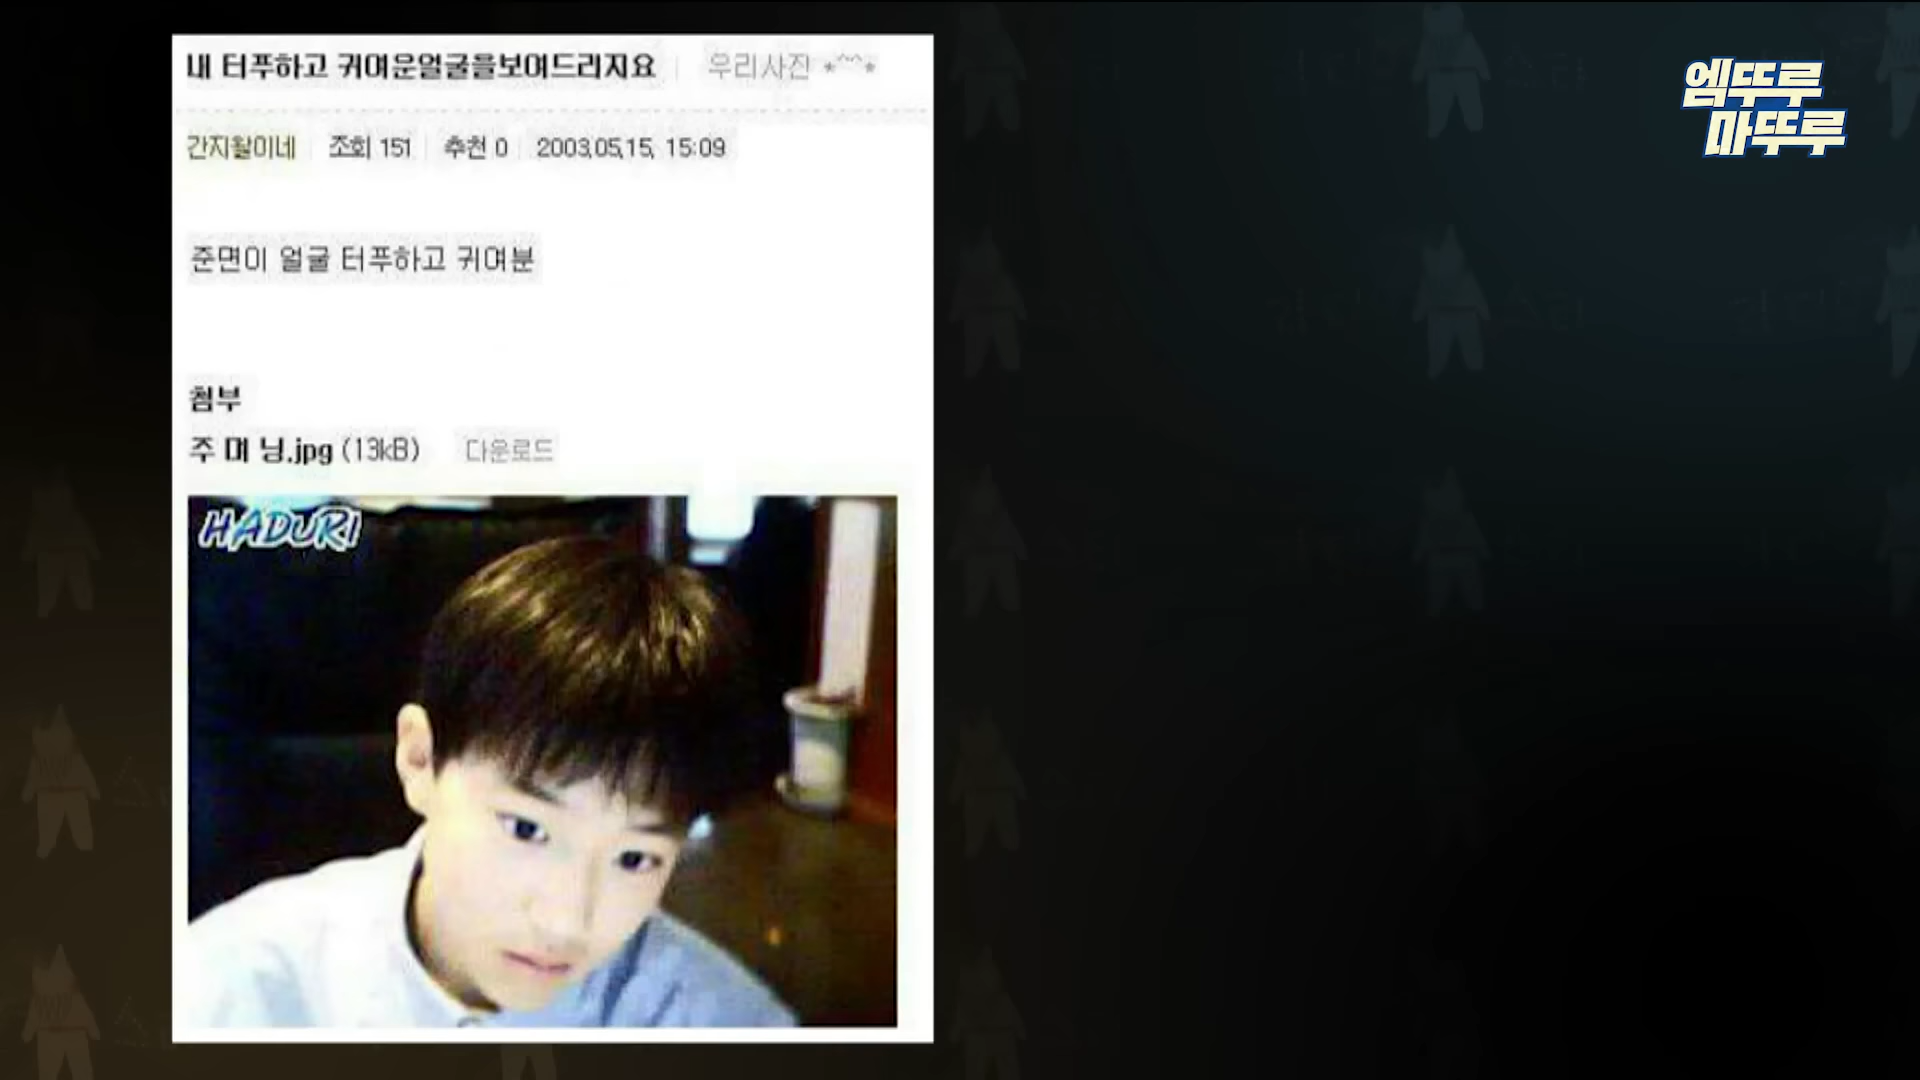 내 터푸하고 귀여운얼굴을보여드리지요 우리사진 *^^*
간지왈이네 조회 151 추천 0 2003.05.15. 15:09
준면이 얼굴 터푸하고 귀여분
첨부
주 며 닝.jpg (13kB) 다운로드
HADURI
엠뚜루
마뚜루